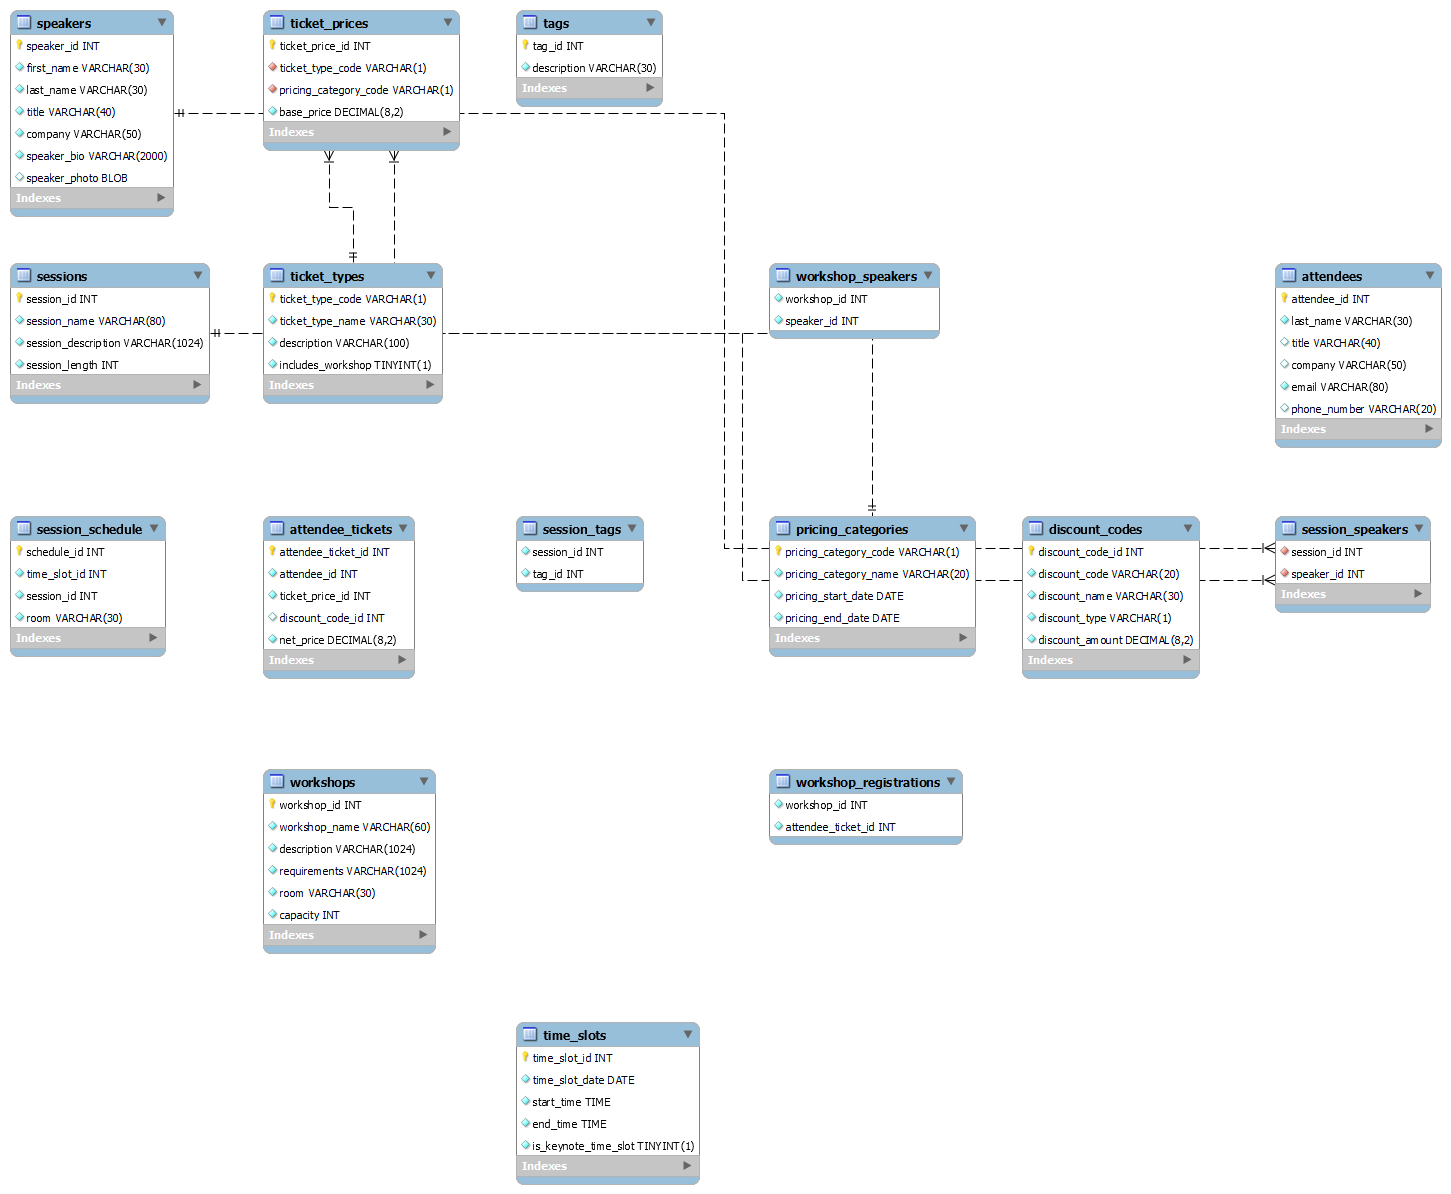 speakers
speaker_id INT
first_name VARCHAR(30)
last_name VARCHAR(30)
title VARCHAR(40)
company VARCHAR(50)
speaker_bio VARCHAR(2000)
speaker_photo BLOB
Indexes
ticket_prices
ticket_price_id INT
ticket_type_code VARCHAR(1)
pricing_category_code VARCHAR(1)
base_price DECIMAL(8,2)
Indexes
tags
tag_id INT
description VARCHAR(30)
Indexes
sessions
session_id INT
session_name VARCHAR(80)
session_description VARCHAR(1024)
session_length INT
Indexes
ticket_types
ticket_type_code VARCHAR(1)
ticket_type_name VARCHAR(30)
description VARCHAR(100)
includes_workshop TINYINT(1)
Indexes
workshop_speakers
workshop_id INT
speaker_id INT
attendees
attendee_id INT
last_name VARCHAR(30)
title VARCHAR(40)
company VARCHAR(50)
email VARCHAR(80)
phone_number VARCHAR(20)
Indexes
session_schedule
schedule_id INT
time_slot_id INT
session_id INT
room VARCHAR(30)
Indexes
attendee_tickets
attendee_ticket_id INT
attendee_id INT
ticket_price_id INT
discount_code_id INT
net_price DECIMAL(8,2)
Indexes
session_tags
session_id INT
tag_id INT
pricing_categories
pricing_category_code VARCHAR(1)
pricing_category_name VARCHAR(20)
pricing_start_date DATE
pricing_end_date DATE
Indexes
discount_codes
discount_code_id INT
discount_code VARCHAR(20)
discount_name VARCHAR(30)
discount_type VARCHAR(1)
discount_amount DECIMAL(8,2)
Indexes
session_speakers
session_id INT
speaker_id INT
Indexes
workshops
workshop_id INT
workshop_name VARCHAR(60)
description VARCHAR(1024)
requirements VARCHAR(1024)
room VARCHAR(30)
capacity INT
Indexes
workshop_registrations
workshop_id INT
attendee_ticket_id INT
time_slots
time_slot_id INT
time_slot_date DATE
start_time TIME
end_time TIME
is_keynote_time_slot TINYINT(1)
Indexes